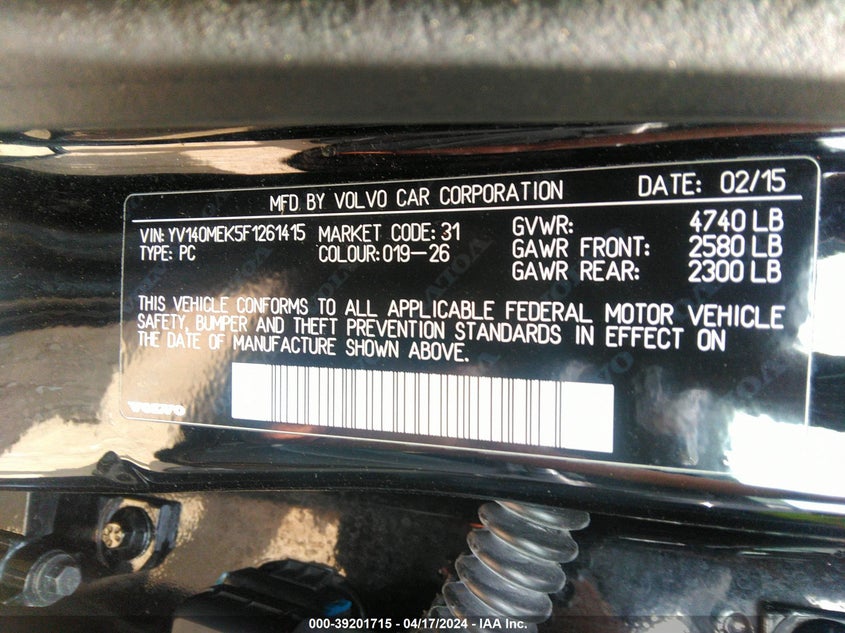 MFD. BY VOLVO CAR CORPORATION DATE: 02/15
VIN: YV140MEK5F1261415 MARKET CODE: 31 GVWR: 4740 LB
TYPE: PC COLOUR: 019-26 GAWR FRONT: 2580 LB
GAWR REAR: 2300 LB
THIS VEHICLE CONFORMS TO ALL APPLICABLE FEDERAL MOTOR VEHICLE
SAFETY, BUMPER AND THEFT PREVENTION STANDARDS IN EFFECT ON
THE DATE OF MANUFACTURE SHOWN ABOVE.
VOLVO
000-39201715 - 04/17/2024 - IAA Inc.